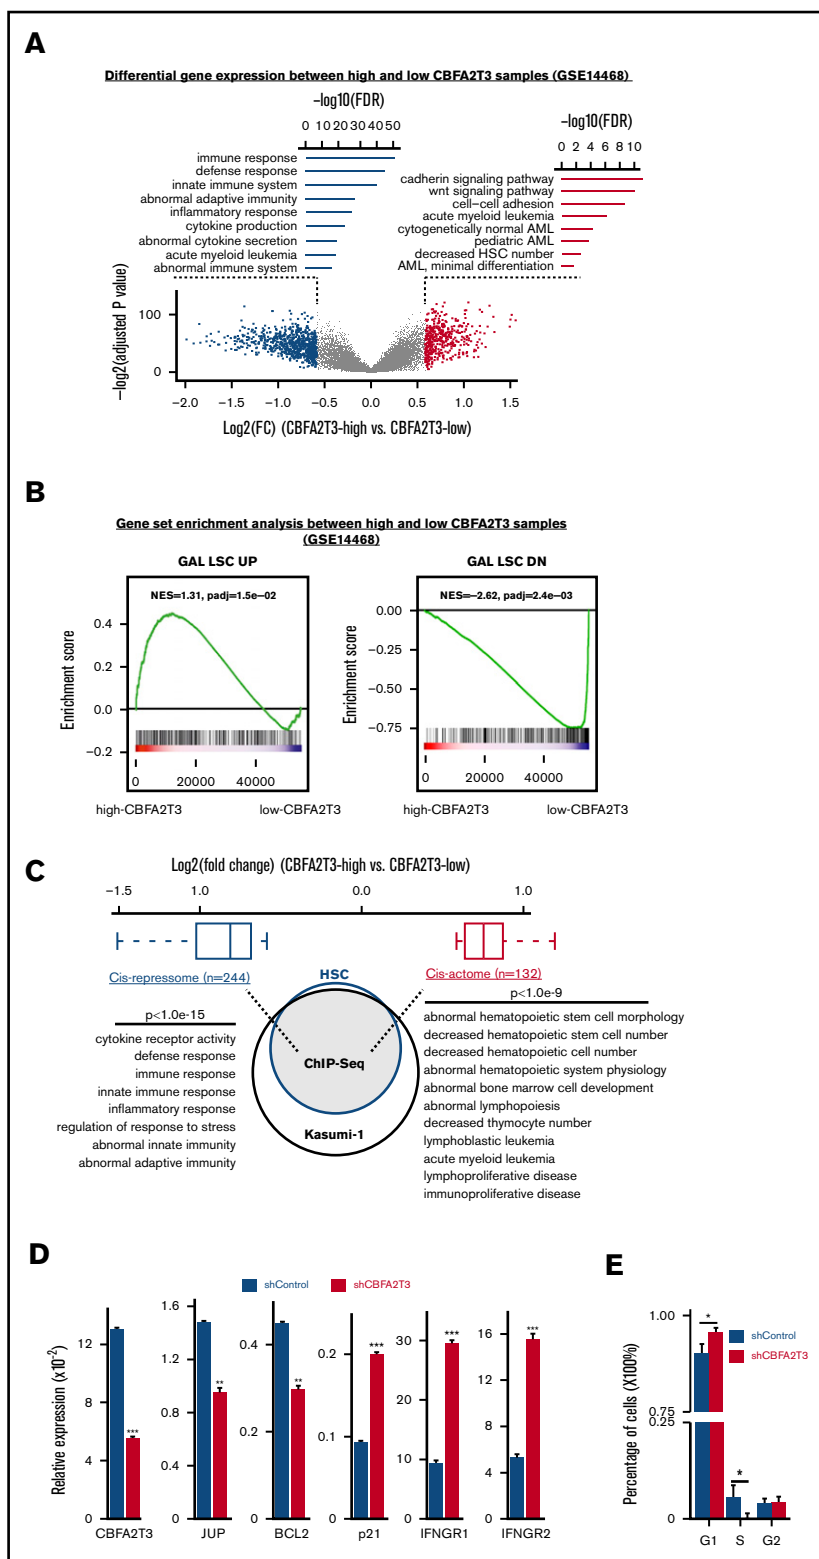 A
Differential gene expression between high and low CBFA2T3 samples (GSE14468)
−log10(FDR)
0 10 20 30 40 50
immune response
defense response
innate immune system
abnormal adaptive immunity
inflammatory response
cytokine production
abnormal cytokine secretion
acute myeloid leukemia
abnormal immune system
−log10(FDR)
0 2 4 6 8 10
cadherin signaling pathway
wnt signaling pathway
cell−cell adhesion
acute myeloid leukemia
cytogenetically normal AML
pediatric AML
decreased HSC number
AML, minimal differentiation
−log2(adjusted P value)
100
0
−2.0 −1.5 −1.0 −0.5 0.0 0.5 1.0 1.5
Log2(FC) (CBFA2T3-high vs. CBFA2T3-low)
B
Gene set enrichment analysis between high and low CBFA2T3 samples
(GSE14468)
GAL LSC UP
NES=1.31, padj=1.5e−02
Enrichment score
0.4
0.2
0.0
−0.2
0 20000 40000
high-CBFA2T3 low-CBFA2T3
GAL LSC DN
NES=−2.62, padj=2.4e−03
Enrichment score
0.00
−0.25
−0.50
−0.75
0 20000 40000
high-CBFA2T3 low-CBFA2T3
C
Log2(fold change) (CBFA2T3-high vs. CBFA2T3-low)
−1.5 1.0 0.0 1.0
Cis-repressome (n=244)
HSC
Cis-actome (n=132)
p<1.0e-15
cytokine receptor activity
defense response
immune response
innate immune response
inflammatory response
regulation of response to stress
abnormal innate immunity
abnormal adaptive immunity
ChIP-Seq
Kasumi-1
p<1.0e-9
abnormal hematopoietic stem cell morphology
decreased hematopoietic stem cell number
decreased hematopoietic cell number
abnormal hematopoietic system physiology
abnormal bone marrow cell development
abnormal lymphopoiesis
decreased thymocyte number
lymphoblastic leukemia
acute myeloid leukemia
lymphoproliferative disease
immunoproliferative disease
D
shControl shCBFA2T3
Relative expression (x10-2)
12
8
4
0
***
CBFA2T3
1.6
1.2
0.8
0.4
0
**
JUP
0.4
0.2
0
**
BCL2
0.2
0.1
0
***
p21
30
20
10
0
***
IFNGR1
16
12
8
4
0
***
IFNGR2
E
Percentage of cells (X100%)
1.00
0.75
0.25
0
*
*
shControl
shCBFA2T3
G1 S G2